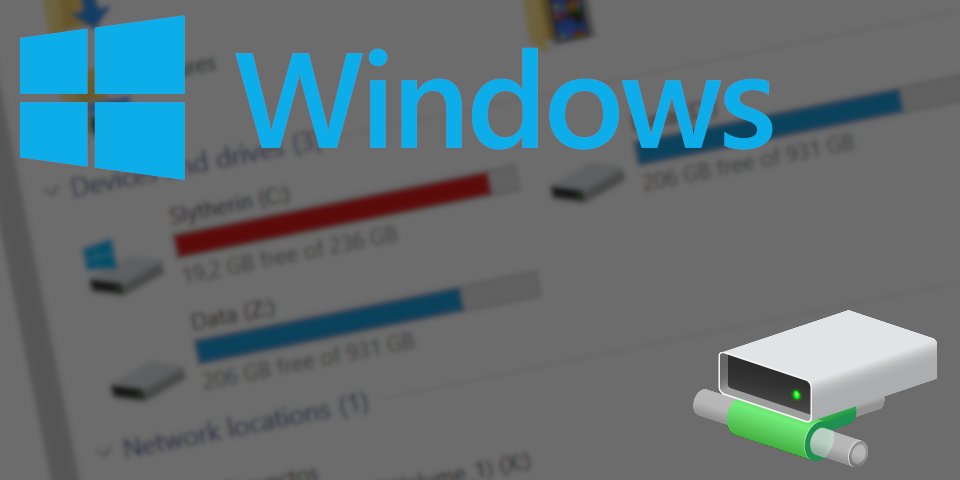 Windows
Devices and drives (3)
Slytherin (C:)
19,2 GB free of 236 GB
206 GB free of 931 GB
Data (Z:)
206 GB free of 931 GB
Network locations (1)
Volume_1) (X:)